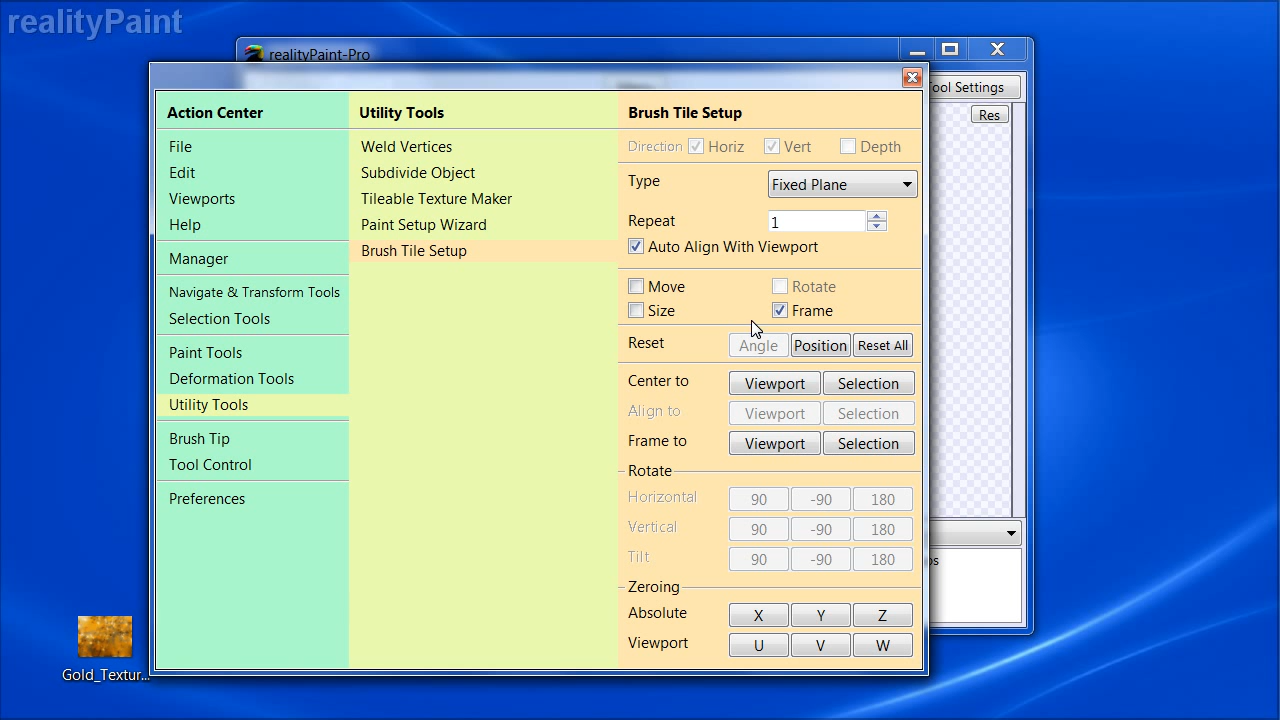 realityPaint
realityPaint-Pro
ool Settings
Res
Action Center
File
Edit
Viewports
Help
Manager
Navigate & Transform Tools
Selection Tools
Paint Tools
Deformation Tools
Utility Tools
Brush Tip
Tool Control
Preferences
Utility Tools
Weld Vertices
Subdivide Object
Tileable Texture Maker
Paint Setup Wizard
Brush Tile Setup
Brush Tile Setup
Direction Horiz Vert Depth
Type Fixed Plane
Repeat 1
Auto Align With Viewport
Move Rotate
Size Frame
Reset Angle Position Reset All
Center to Viewport Selection
Align to Viewport Selection
Frame to Viewport Selection
Rotate
Horizontal 90 -90 180
Vertical 90 -90 180
Tilt 90 -90 180
Zeroing
Absolute X Y Z
Viewport U V W
Gold_Textur...